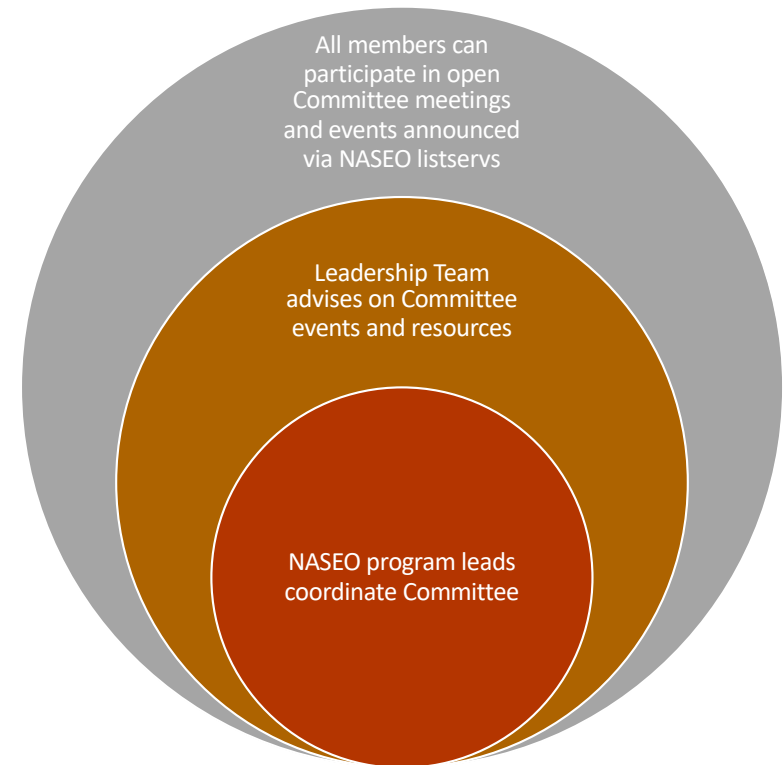 All members can
participate in open
Committee meetings
and events announced
via NASEO listservs
Leadership Team
advises on Committee
events and resources
NASEO program leads
coordinate Committee